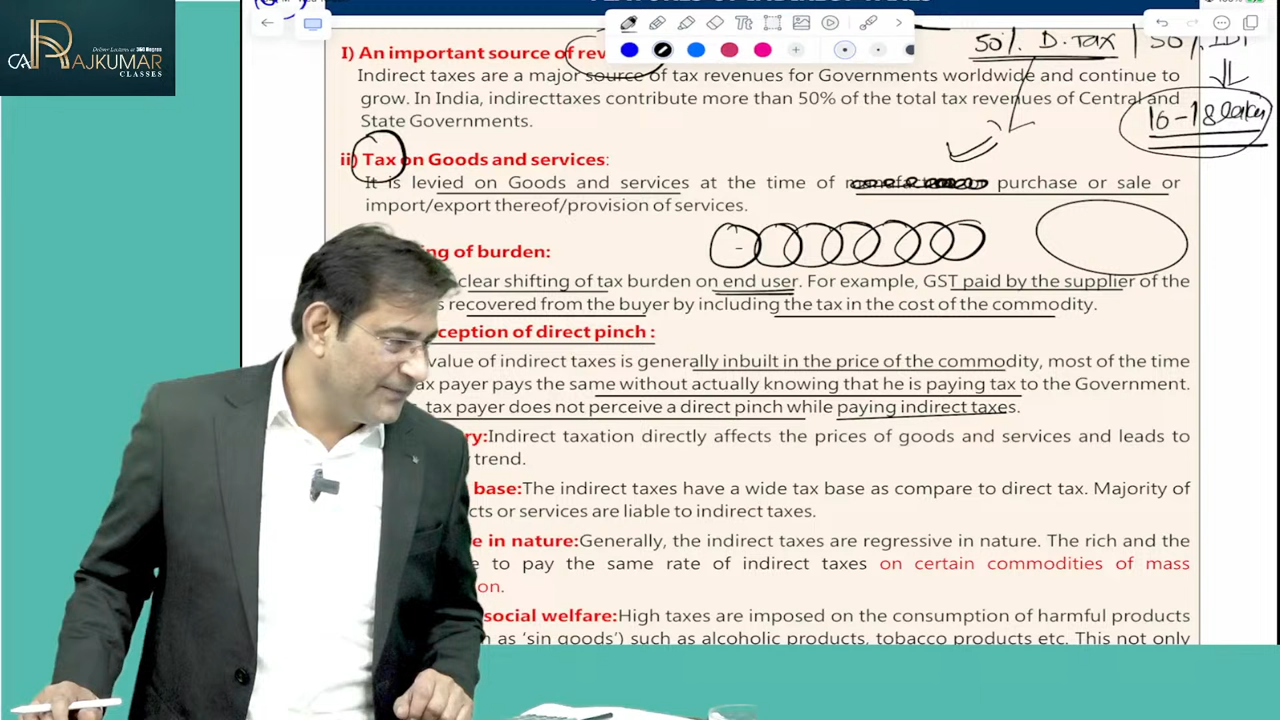 Deliver Lectures at 360 Degree
CA RAJKUMAR
CLASSES
50% D.Tax | 50% IDT
16-18 lakh
I) An important source of rev
Indirect taxes are a major source of tax revenues for Governments worldwide and continue to
grow. In India, indirecttaxes contribute more than 50% of the total tax revenues of Central and
State Governments.
ii) Tax on Goods and services:
It is levied on Goods and services at the time of purchase or sale or
import/export thereof/provision of services.
ng of burden:
clear shifting of tax burden on end user. For example, GST paid by the supplier of the
s recovered from the buyer by including the tax in the cost of the commodity.
ception of direct pinch :
value of indirect taxes is generally inbuilt in the price of the commodity, most of the time
ax payer pays the same without actually knowing that he is paying tax to the Government.
tax payer does not perceive a direct pinch while paying indirect taxes.
ry:Indirect taxation directly affects the prices of goods and services and leads to
trend.
base:The indirect taxes have a wide tax base as compare to direct tax. Majority of
cts or services are liable to indirect taxes.
e in nature:Generally, the indirect taxes are regressive in nature. The rich and the
e to pay the same rate of indirect taxes on certain commodities of mass
on.
social welfare:High taxes are imposed on the consumption of harmful products
n as 'sin goods') such as alcoholic products, tobacco products etc. This not only